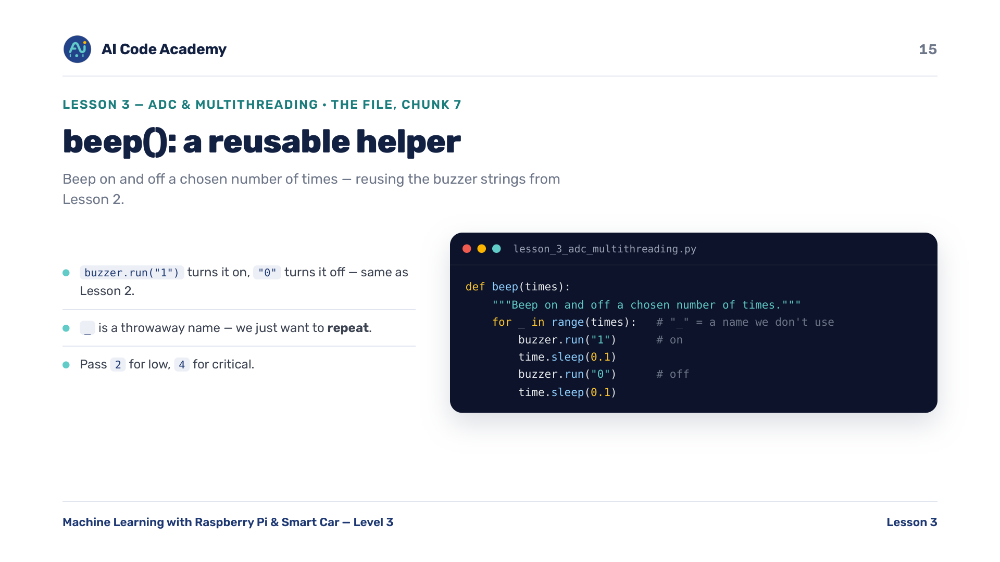 AI Code Academy
15
LESSON 3 — ADC & MULTITHREADING • THE FILE, CHUNK 7
beep(): a reusable helper
Beep on and off a chosen number of times — reusing the buzzer strings from
Lesson 2.
buzzer.run("1") turns it on, "0" turns it off — same as
Lesson 2.
_ is a throwaway name — we just want to repeat.
Pass 2 for low, 4 for critical.
lesson_3_adc_multithreading.py
def beep(times):
    """Beep on and off a chosen number of times."""
    for _ in range(times):   # "_" = a name we don't use
        buzzer.run("1")      # on
        time.sleep(0.1)
        buzzer.run("0")      # off
        time.sleep(0.1)
Machine Learning with Raspberry Pi & Smart Car — Level 3
Lesson 3